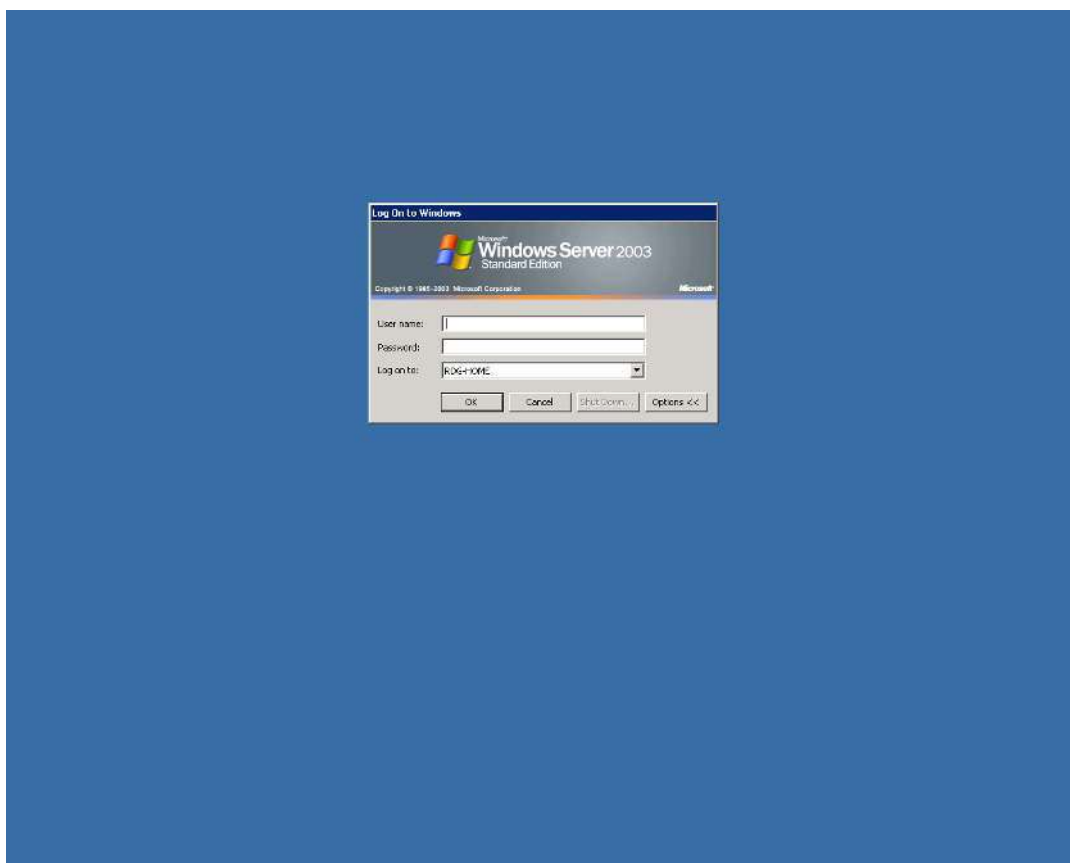 Log On to Windows
Microsoft
Windows Server 2003
Standard Edition
Copyright © 1985-2003 Microsoft Corporation
Microsoft
User name:
Password:
Log on to: RDG-HOME
OK Cancel Shut Down... Options <<